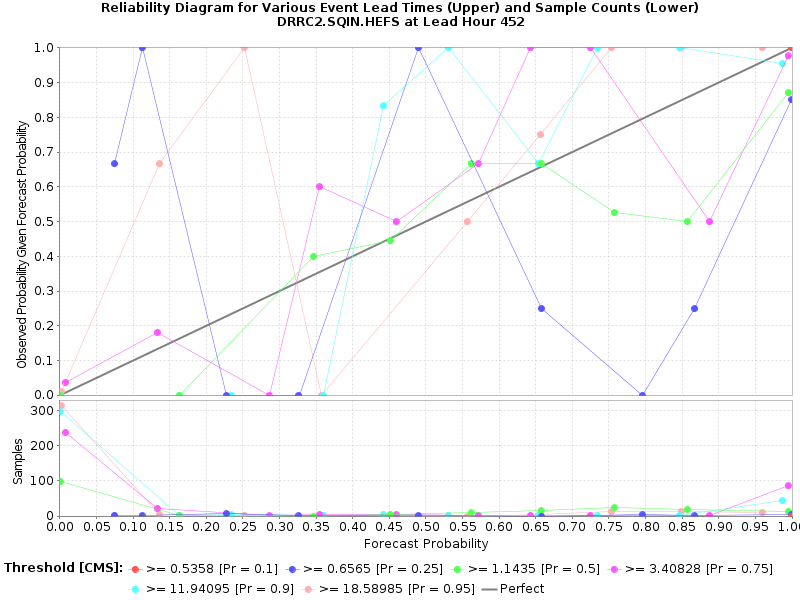 Reliability Diagram for Various Event Lead Times (Upper) and Sample Counts (Lower)
DRRC2.SQIN.HEFS at Lead Hour 452
Observed Probability Given Forecast Probability
1.0
0.9
0.8
0.7
0.6
0.5
0.4
0.3
0.2
0.1
0.0
Samples
300
200
100
0
0.00 0.05 0.10 0.15 0.20 0.25 0.30 0.35 0.40 0.45 0.50 0.55 0.60 0.65 0.70 0.75 0.80 0.85 0.90 0.95 1.00
Forecast Probability
Threshold [CMS]: >= 0.5358 [Pr = 0.1] >= 0.6565 [Pr = 0.25] >= 1.1435 [Pr = 0.5] >= 3.40828 [Pr = 0.75]
>= 11.94095 [Pr = 0.9] >= 18.58985 [Pr = 0.95] Perfect